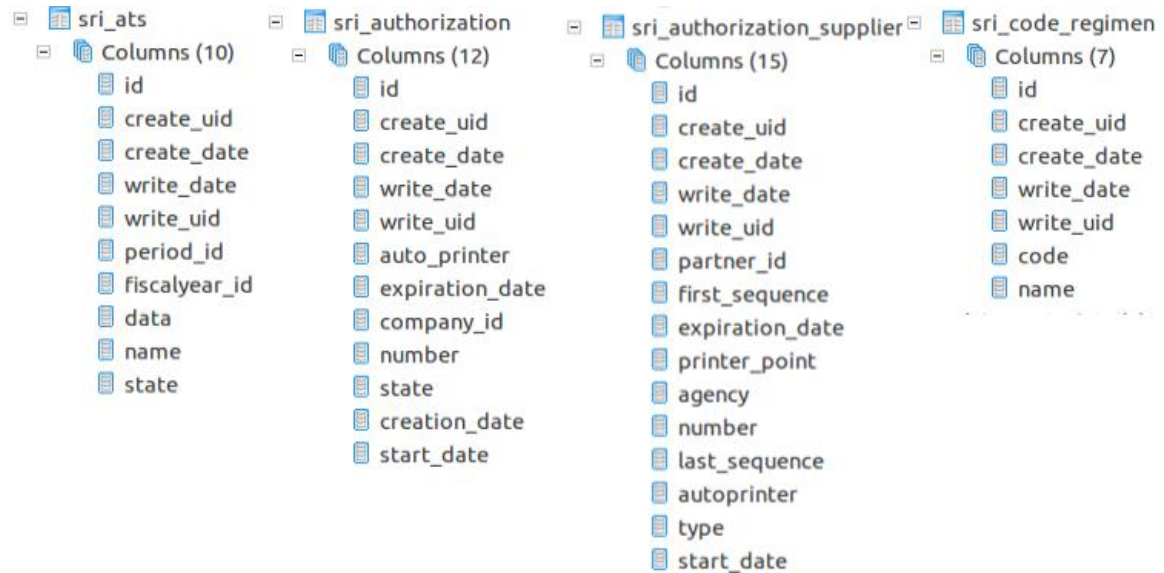 sri_ats
Columns (10)
id
create_uid
create_date
write_date
write_uid
period_id
fiscalyear_id
data
name
state
sri_authorization
Columns (12)
id
create_uid
create_date
write_date
write_uid
auto_printer
expiration_date
company_id
number
state
creation_date
start_date
sri_authorization_supplier
Columns (15)
id
create_uid
create_date
write_date
write_uid
partner_id
first_sequence
expiration_date
printer_point
agency
number
last_sequence
autoprinter
type
start_date
sri_code_regimen
Columns (7)
id
create_uid
create_date
write_date
write_uid
code
name